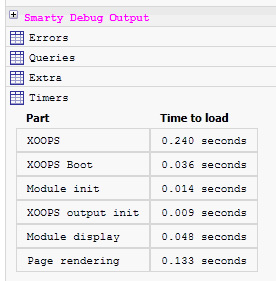 Smarty Debug Output
Errors
Queries
Extra
Timers
Part Time to load
XOOPS 0.240 seconds
XOOPS Boot 0.036 seconds
Module init 0.014 seconds
XOOPS output init 0.009 seconds
Module display 0.048 seconds
Page rendering 0.133 seconds